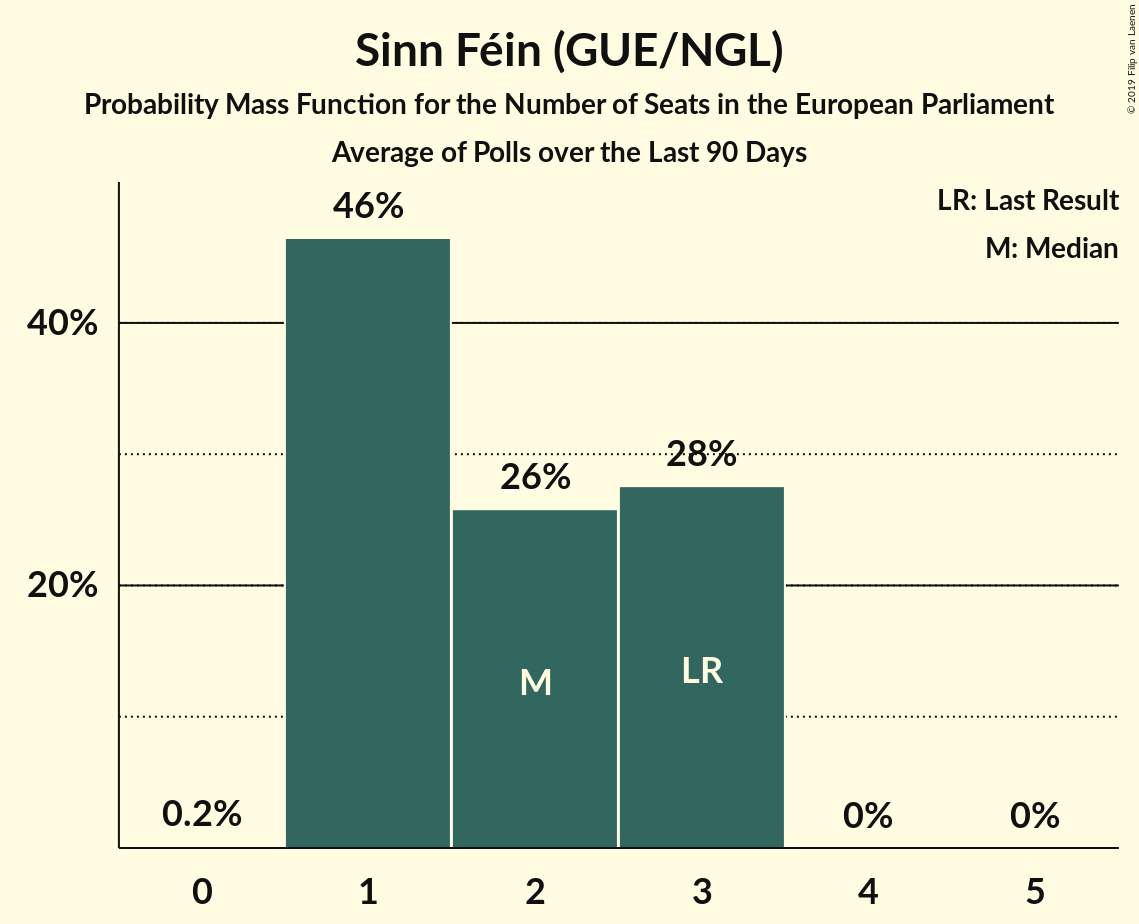 Sinn Féin (GUE/NGL)
Probability Mass Function for the Number of Seats in the European Parliament
Average of Polls over the Last 90 Days
© 2019 Filip van Laenen
LR: Last Result
M: Median
46%
40%
28%
26%
20%
M
LR
0.2%
0%
0%
0
1
2
3
4
5